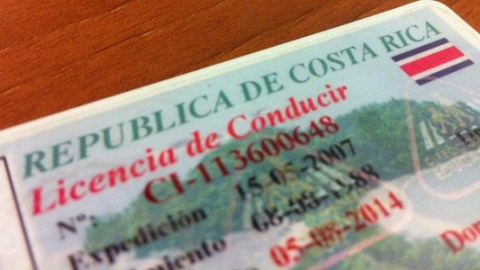 REPUBLICA DE COSTA RICA
Licencia de Conducir
Nº. CI-113600648
Expedición 15-05-2007
05-08-2014